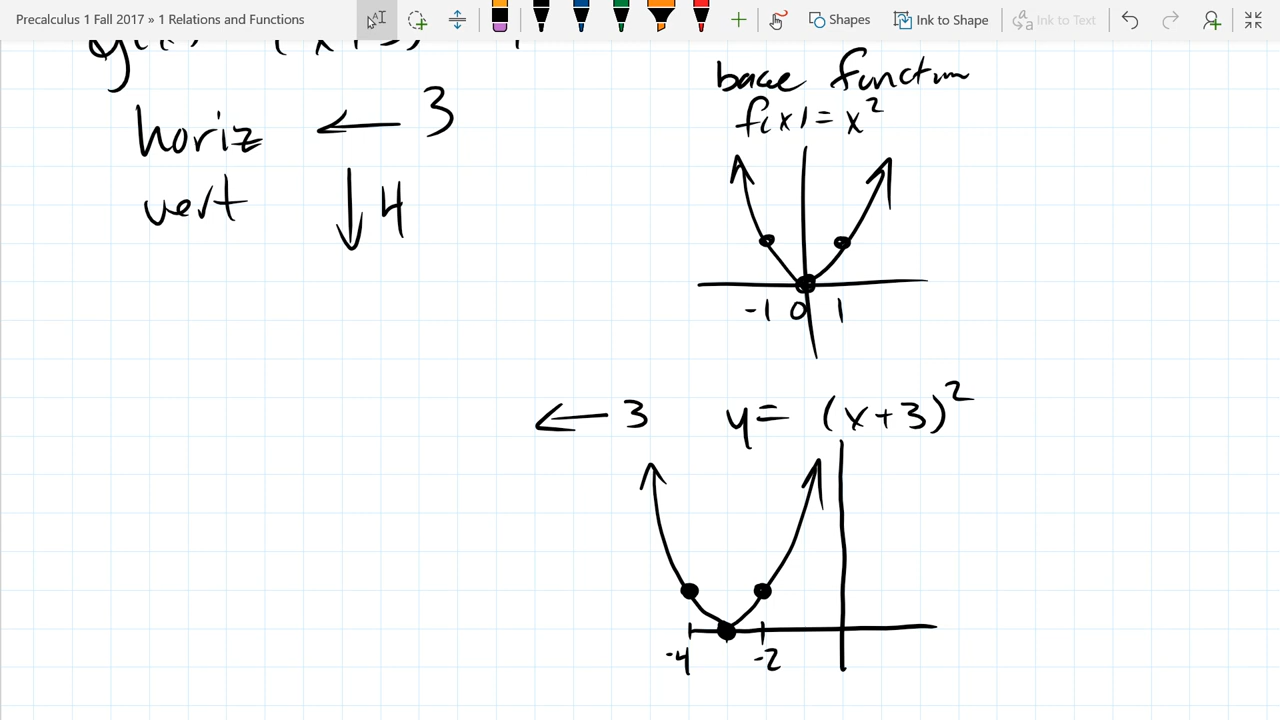 Precalculus 1 Fall 2017 » 1 Relations and Functions
Shapes
Ink to Shape
Ink to Text
horiz ← 3
vert ↓ 4
base function
f(x) = x²
-1 0 1
← 3 y = (x+3)²
-4 -2